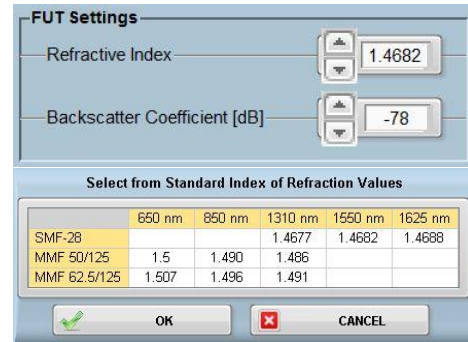 FUT Settings
Refractive Index 1.4682
Backscatter Coefficient [dB] -78
Select from Standard Index of Refraction Values
650 nm 850 nm 1310 nm 1550 nm 1625 nm
SMF-28 1.4677 1.4682 1.4688
MMF 50/125 1.5 1.490 1.486
MMF 62.5/125 1.507 1.496 1.491
OK CANCEL